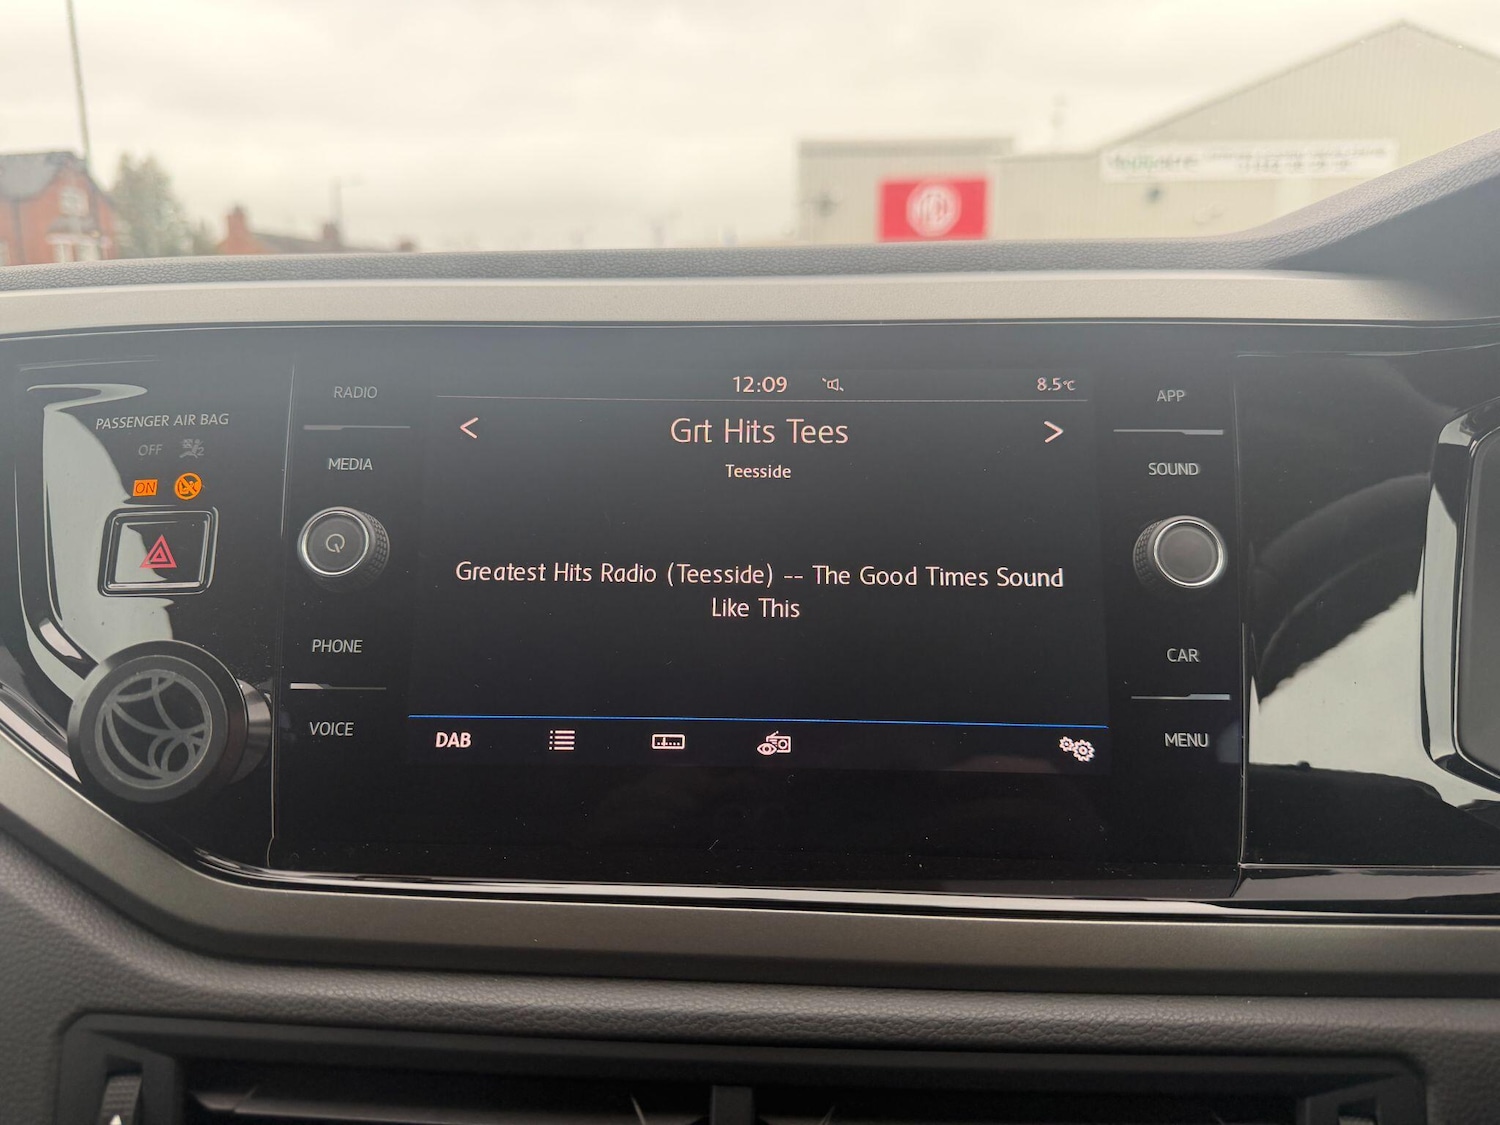 12:09
8.5°C
RADIO
APP
PASSENGER AIR BAG
OFF
ON
< Grt Hits Tees >
Teesside
MEDIA
SOUND
Greatest Hits Radio (Teesside) -- The Good Times Sound
Like This
PHONE
CAR
VOICE
MENU
DAB